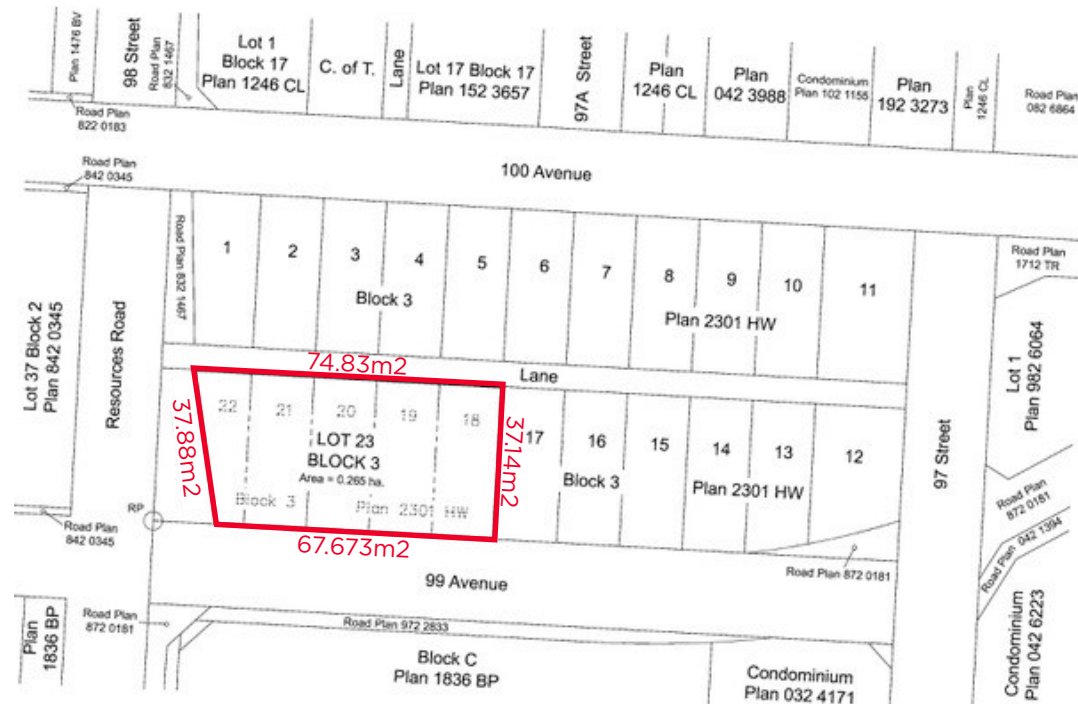 Plan 1476 BV
98 Street
Road Plan
832 1467
Lot 1
Block 17
Plan 1246 CL
C. of T.
Lane
Lot 17 Block 17
Plan 152 3657
97A Street
Plan
1246 CL
Plan
042 3988
Condominium
Plan 102 1155
Plan
192 3273
Plan
1246 CL
Road Plan
082 6864
Road Plan
822 0183
Road Plan
842 0345
100 Avenue
Lot 37 Block 2
Plan 842 0345
Resources Road
Road Plan 832 1467
1
2
3
4
5
6
7
8
9
10
11
Block 3
Plan 2301 HW
Road Plan
1712 TR
Lot 1
Plan 982 6064
74.83m2
Lane
37.88m2
22
21
20
19
18
37.14m2
17
16
15
14
13
12
LOT 23
BLOCK 3
Area = 0.265 ha.
Block 3
Plan 2301 HW
Block 3
Plan 2301 HW
97 Street
RP
Road Plan
842 0345
67.673m2
99 Avenue
Road Plan 872 0181
Road Plan
872 0181
Road Plan 042 1394
Plan
1836 BP
Road Plan
872 0181
Road Plan 972 2833
Block C
Plan 1836 BP
Condominium
Plan 032 4171
Condominium
Plan 042 6223